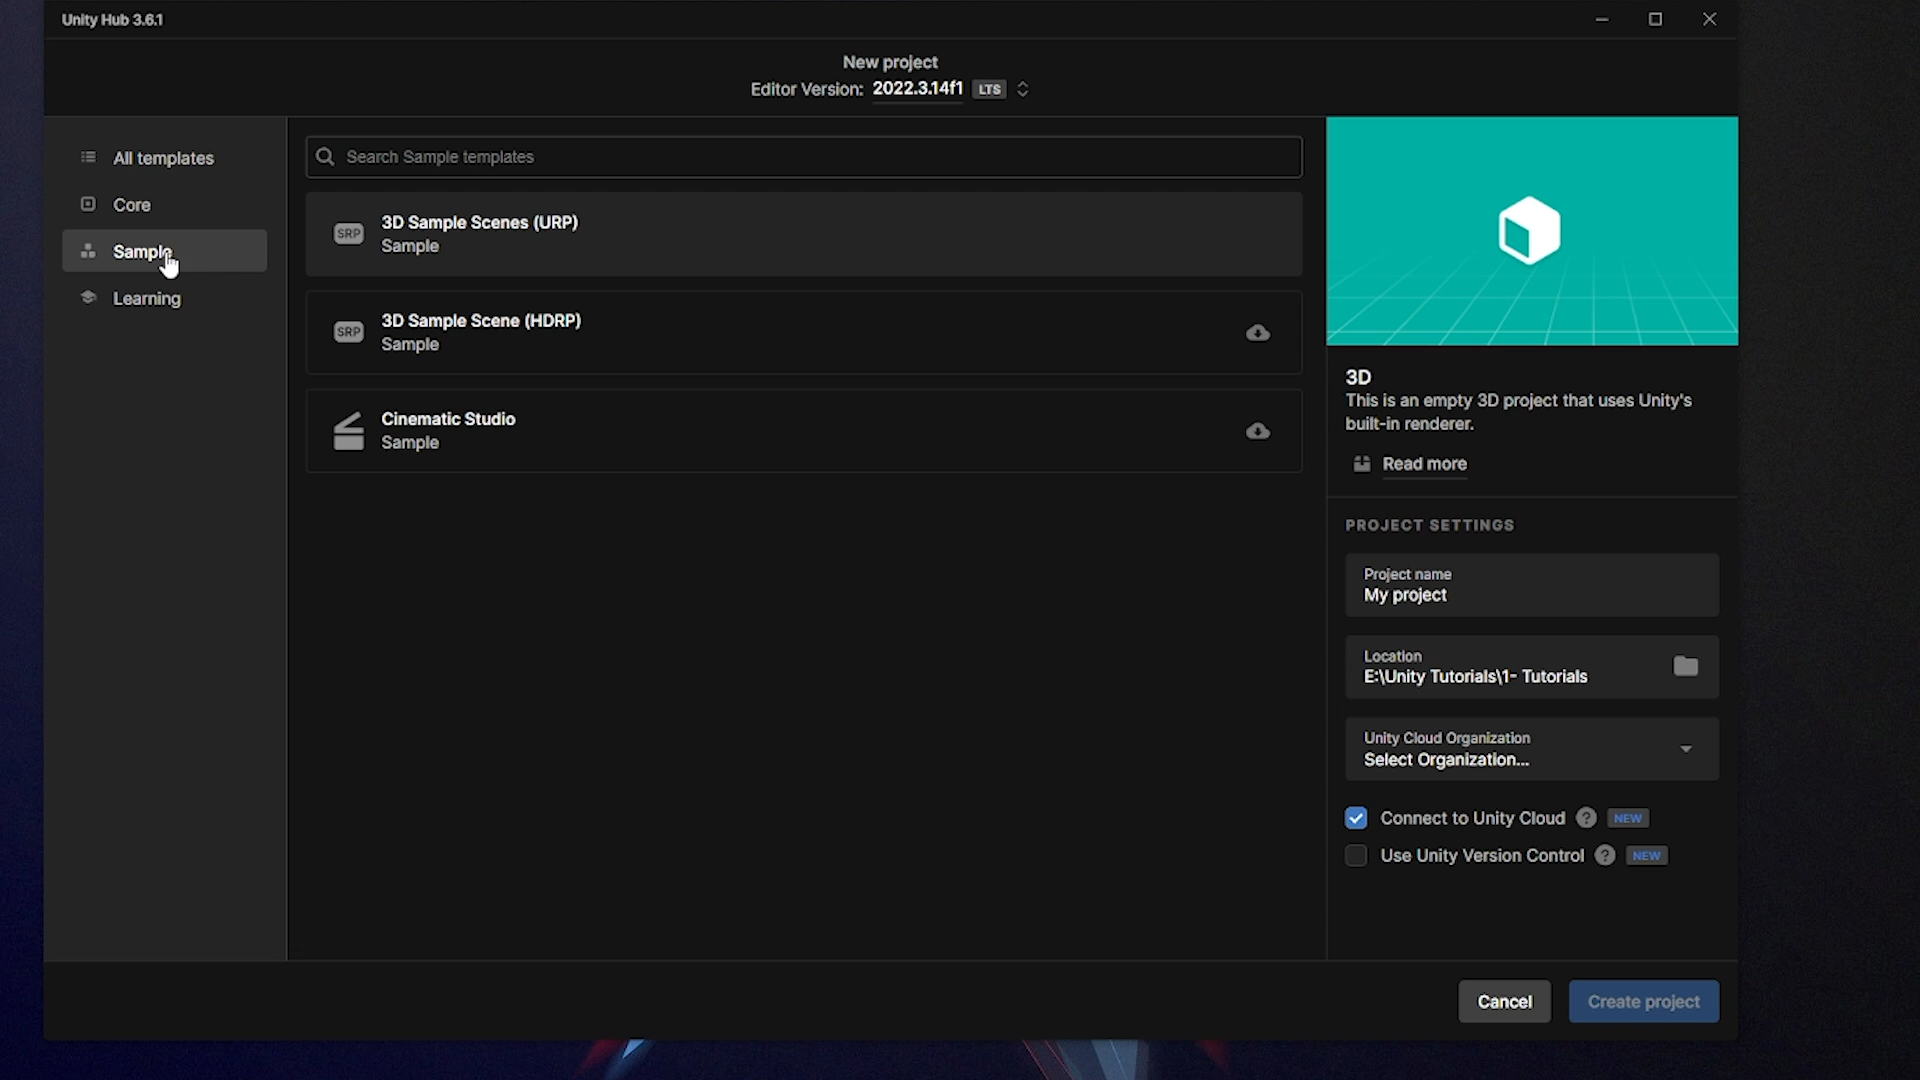 Unity Hub 3.6.1
New project
Editor Version: 2022.3.14f1 LTS
All templates
Core
Sample
Learning
Search Sample templates
SRP
3D Sample Scenes (URP)
Sample
SRP
3D Sample Scene (HDRP)
Sample
Cinematic Studio
Sample
3D
This is an empty 3D project that uses Unity's
built-in renderer.
Read more
PROJECT SETTINGS
Project name
My project
Location
E:\Unity Tutorials\1- Tutorials
Unity Cloud Organization
Select Organization...
Connect to Unity Cloud ? NEW
Use Unity Version Control ? NEW
Cancel
Create project